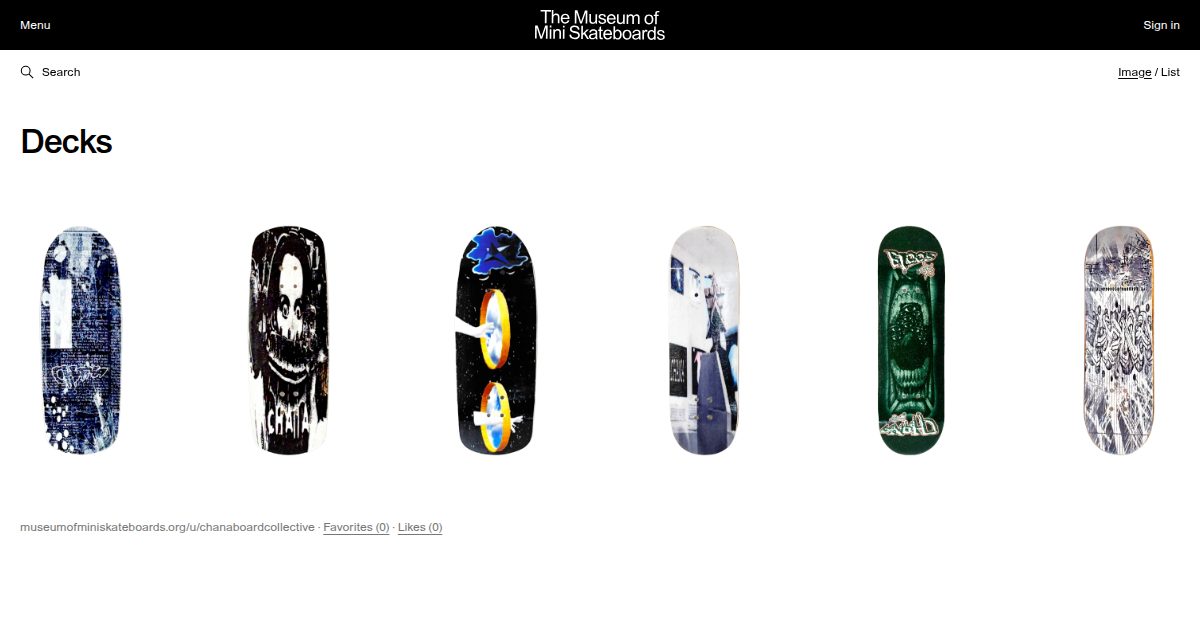 Menu
The Museum of
Mini Skateboards
Sign in
Search
Image / List
Decks
CHANA
museumofminiskateboards.org/u/chanaboardcollective · Favorites (0) · Likes (0)